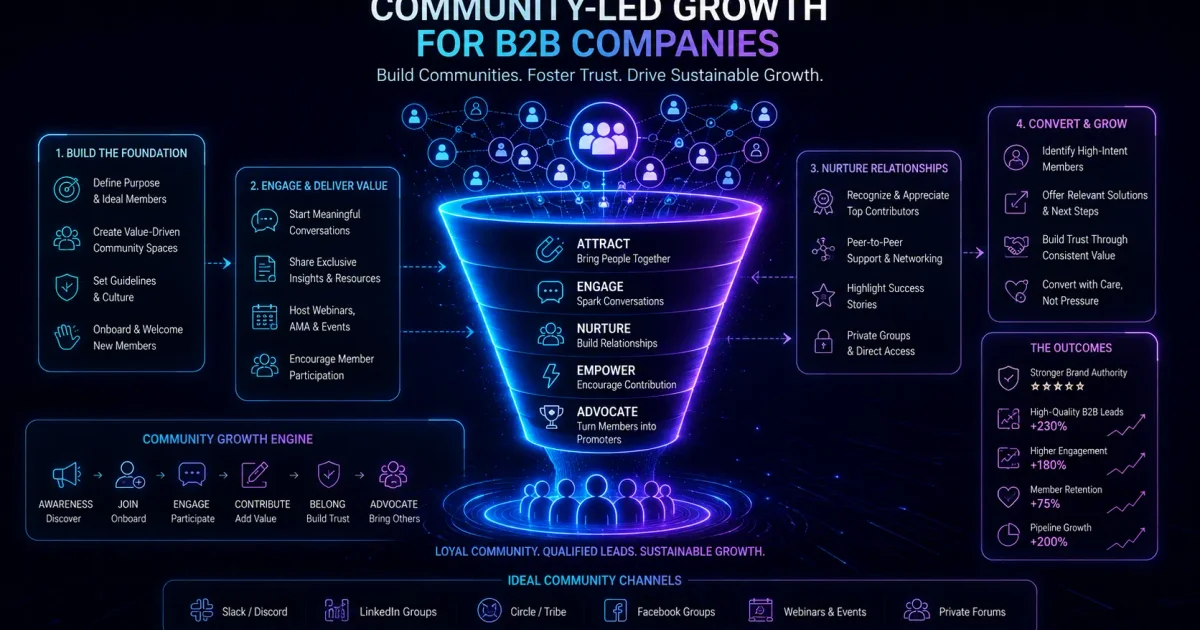 COMMUNITY-LED GROWTH
FOR B2B COMPANIES
Build Communities. Foster Trust. Drive Sustainable Growth.
1. BUILD THE FOUNDATION
Define Purpose
& Ideal Members
Create Value-Driven
Community Spaces
Set Guidelines
& Culture
Onboard & Welcome
New Members
2. ENGAGE & DELIVER VALUE
Start Meaningful
Conversations
Share Exclusive
Insights & Resources
Host Webinars,
AMA & Events
Encourage Member
Participation
ATTRACT
Bring People Together
ENGAGE
Spark Conversations
NURTURE
Build Relationships
EMPOWER
Encourage Contribution
ADVOCATE
Turn Members into
Promoters
3. NURTURE RELATIONSHIPS
Recognize & Appreciate
Top Contributors
Peer-to-Peer
Support & Networking
Highlight Success
Stories
Private Groups
& Direct Access
4. CONVERT & GROW
Identify High-Intent
Members
Offer Relevant Solutions
& Next Steps
Build Trust Through
Consistent Value
Convert with Care,
Not Pressure
THE OUTCOMES
Stronger Brand Authority
High-Quality B2B Leads
+230%
Higher Engagement
+180%
Member Retention
+75%
Pipeline Growth
+200%
COMMUNITY GROWTH ENGINE
AWARENESS
Discover
JOIN
Onboard
ENGAGE
Participate
CONTRIBUTE
Add Value
BELONG
Build Trust
ADVOCATE
Bring Others
LOYAL COMMUNITY. QUALIFIED LEADS. SUSTAINABLE GROWTH.
IDEAL COMMUNITY CHANNELS
Slack / Discord
LinkedIn Groups
Circle / Tribe
Facebook Groups
Webinars & Events
Private Forums